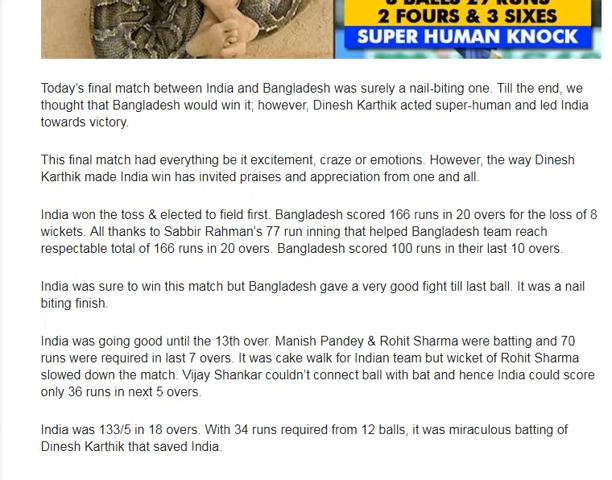 8 BALLS 29 RUNS
2 FOURS & 3 SIXES
SUPER HUMAN KNOCK
Today's final match between India and Bangladesh was surely a nail-biting one. Till the end, we
thought that Bangladesh would win it; however, Dinesh Karthik acted super-human and led India
towards victory.
This final match had everything be it excitement, craze or emotions. However, the way Dinesh
Karthik made India win has invited praises and appreciation from one and all.
India won the toss & elected to field first. Bangladesh scored 166 runs in 20 overs for the loss of 8
wickets. All thanks to Sabbir Rahman's 77 run inning that helped Bangladesh team reach
respectable total of 166 runs in 20 overs. Bangladesh scored 100 runs in their last 10 overs.
India was sure to win this match but Bangladesh gave a very good fight till last ball. It was a nail
biting finish.
India was going good until the 13th over. Manish Pandey & Rohit Sharma were batting and 70
runs were required in last 7 overs. It was cake walk for Indian team but wicket of Rohit Sharma
slowed down the match. Vijay Shankar couldn't connect ball with bat and hence India could score
only 36 runs in next 5 overs.
India was 133/5 in 18 overs. With 34 runs required from 12 balls, it was miraculous batting of
Dinesh Karthik that saved India.